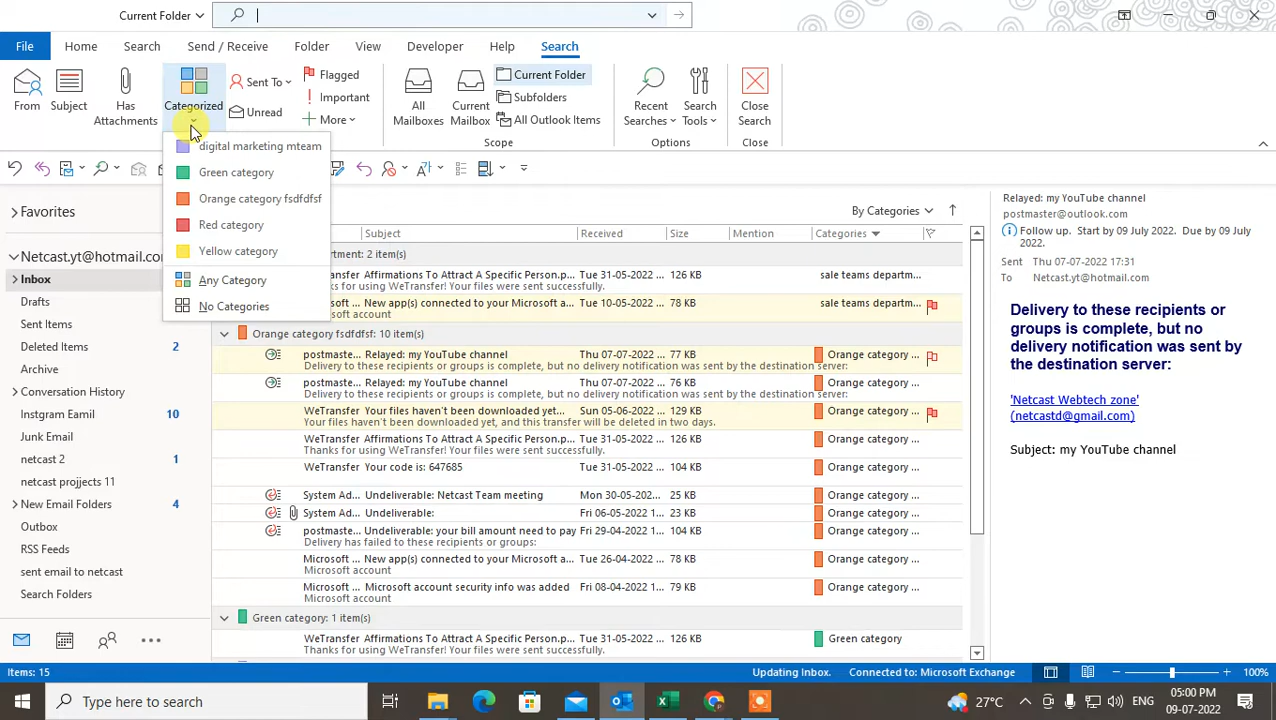 Current Folder
File Home Search Send / Receive Folder View Developer Help Search
From Subject Has Attachments Categorized Sent To Unread Flagged Important More
All Mailboxes Current Mailbox Current Folder Subfolders All Outlook Items
Recent Searches Search Tools Close Search
Scope Options Close
digital marketing mteam
Green category
Orange category fsdfdfsf
Red category
Yellow category
Any Category
No Categories
Favorites
Netcast.yt@hotmail.co
Inbox
Drafts
Sent Items
Deleted Items 2
Archive
Conversation History
Instgram Eamil 10
Junk Email
netcast 2 1
netcast projjects 11
New Email Folders 4
Outbox
RSS Feeds
sent email to netcast
Search Folders
By Categories
Subject Received Size Mention Categories
rtment: 2 item(s)
Transfer Affirmations To Attract A Specific Person.p... Tue 31-05-2022 ... 126 KB sale teams departm...
ks for using WeTransfer! Your files were sent successfully.
rosoft ... New app(s) connected to your Microsoft a... Tue 10-05-2022 ... 78 KB sale teams departm...
Microsoft account
Orange category fsdfdfsf: 10 item(s)
postmaste... Relayed: my YouTube channel Thu 07-07-2022 ... 77 KB Orange category ...
Delivery to these recipients or groups is complete, but no delivery notification was sent by the destination server:
postmaste... Relayed: my YouTube channel Thu 07-07-2022 ... 76 KB Orange category ...
Delivery to these recipients or groups is complete, but no delivery notification was sent by the destination server:
WeTransfer Your files haven't been downloaded yet... Sun 05-06-2022 ... 129 KB Orange category ...
Your files haven't been downloaded yet, and this transfer will be deleted in two days.
WeTransfer Affirmations To Attract A Specific Person.p... Tue 31-05-2022 ... 126 KB Orange category ...
Thanks for using WeTransfer! Your files were sent successfully.
WeTransfer Your code is: 647685 Tue 31-05-2022 ... 104 KB Orange category ...
System Ad... Undeliverable: Netcast Team meeting Mon 30-05-202... 25 KB Orange category ...
System Ad... Undeliverable: Fri 06-05-2022 1... 23 KB Orange category ...
postmaste... Undeliverable: your bill amount need to pay Fri 29-04-2022 ... 104 KB Orange category ...
Delivery has failed to these recipients or groups:
Microsoft ... New app(s) connected to your Microsoft a... Tue 26-04-2022 ... 78 KB Orange category ...
Microsoft account
Microsoft ... Microsoft account security info was added Fri 08-04-2022 1... 79 KB Orange category ...
Microsoft account
Green category: 1 item(s)
WeTransfer Affirmations To Attract A Specific Person.p... Tue 31-05-2022 ... 126 KB Green category
Thanks for using WeTransfer! Your files were sent successfully.
Relayed: my YouTube channel
postmaster@outlook.com
Follow up. Start by 09 July 2022. Due by 09 July
2022.
Sent Thu 07-07-2022 17:31
To Netcast.yt@hotmail.com
Delivery to these recipients or
groups is complete, but no
delivery notification was sent by
the destination server:
'Netcast Webtech zone'
(netcastd@gmail.com)
Subject: my YouTube channel
Items: 15 Updating Inbox. Connected to: Microsoft Exchange 100%
Type here to search 27°C ENG 05:00 PM
09-07-2022